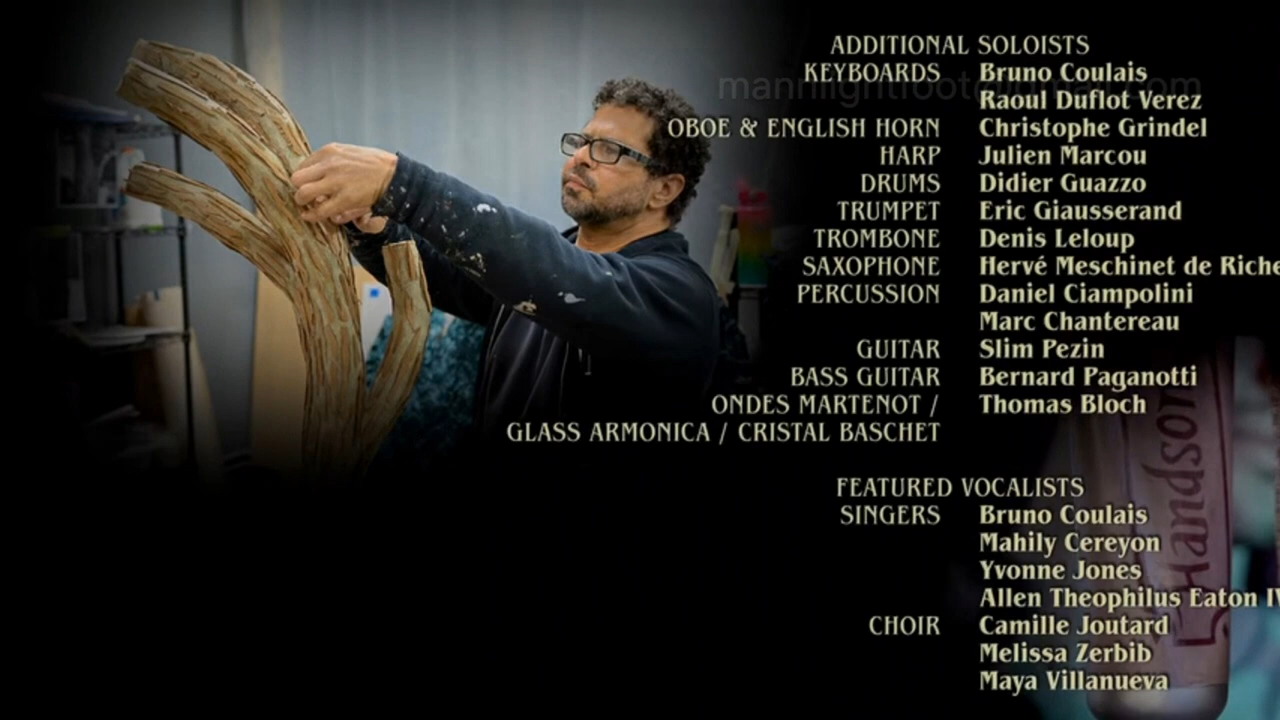 ADDITIONAL SOLOISTS
KEYBOARDS Bruno Coulais
Raoul Duflot Verez
OBOE & ENGLISH HORN Christophe Grindel
HARP Julien Marcou
DRUMS Didier Guazzo
TRUMPET Eric Giausserand
TROMBONE Denis Leloup
SAXOPHONE Hervé Meschinet de Riche
PERCUSSION Daniel Ciampolini
Marc Chantereau
GUITAR Slim Pezin
BASS GUITAR Bernard Paganotti
ONDES MARTENOT / Thomas Bloch
GLASS ARMONICA / CRISTAL BASCHET
FEATURED VOCALISTS
SINGERS Bruno Coulais
Mahily Cereyon
Yvonne Jones
Allen Theophilus Eaton IV
CHOIR Camille Joutard
Melissa Zerbib
Maya Villanueva